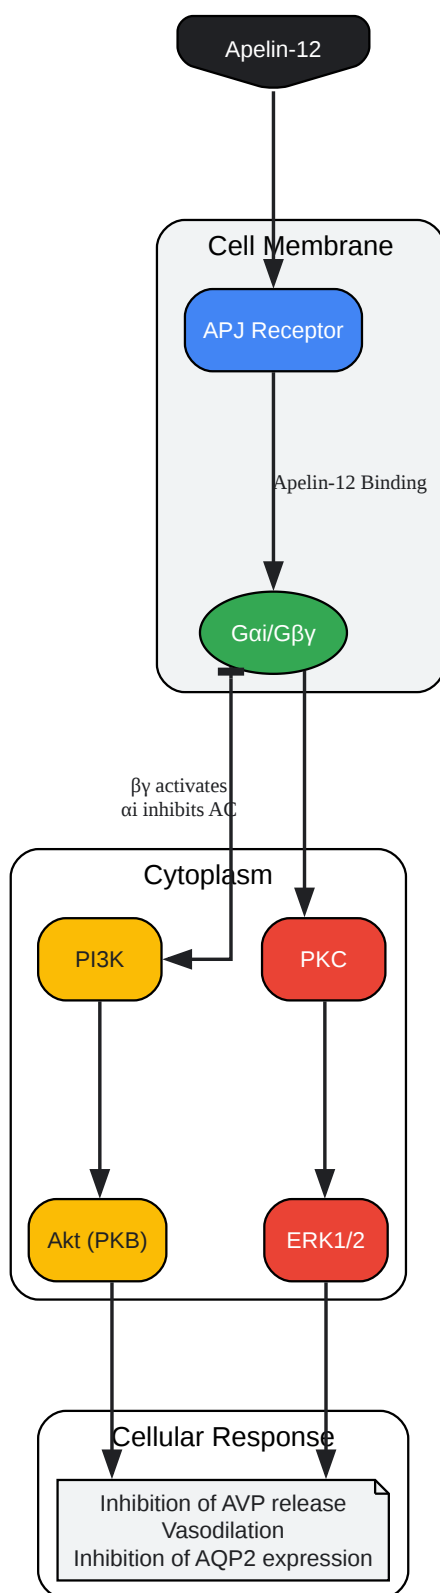 Apelin-12
Cell Membrane
APJ Receptor
Apelin-12 Binding
Gαi/Gβγ
βγ activates
αi inhibits AC
Cytoplasm
PI3K
PKC
Akt (PKB)
ERK1/2
Cellular Response
Inhibition of AVP release
Vasodilation
Inhibition of AQP2 expression